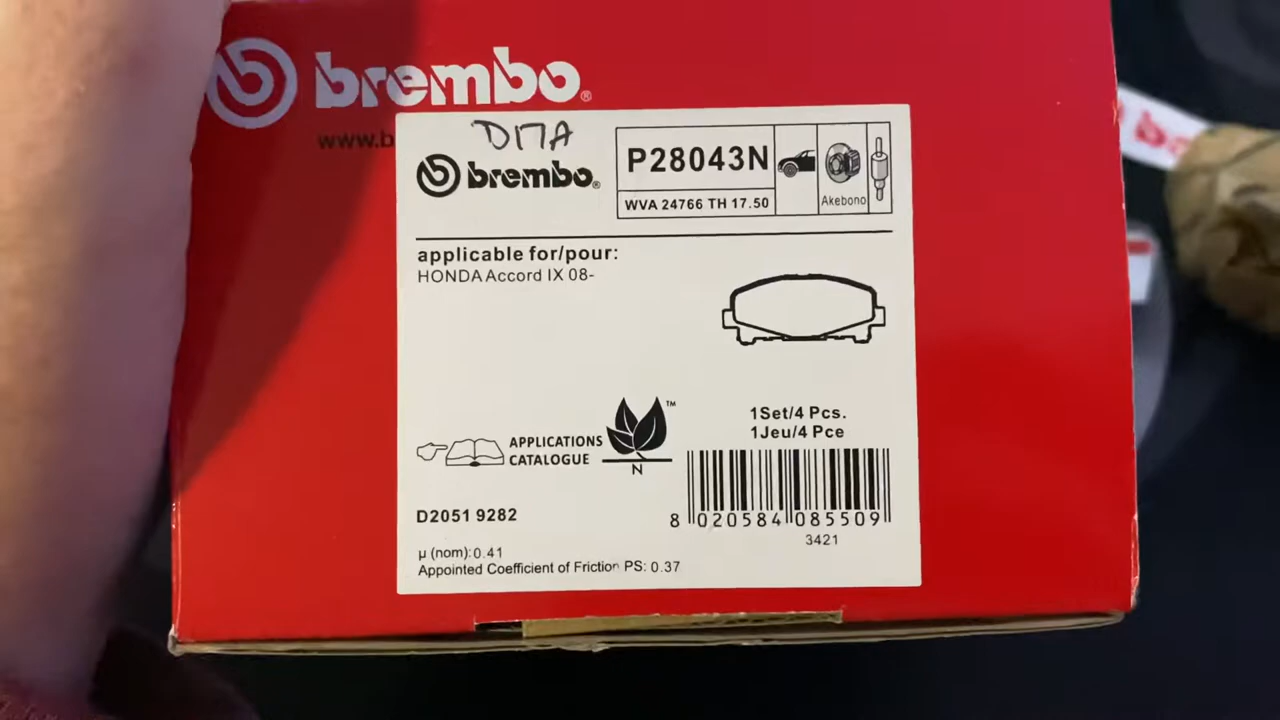 brembo®
www.b
D17A
brembo®
P28043N
WVA 24766 TH 17.50
Akebono
applicable for/pour:
HONDA Accord IX 08-
APPLICATIONS
CATALOGUE
™
N
1Set/4 Pcs.
1Jeu/4 Pce
8 020584 085509
3421
D2051 9282
µ (nom): 0.41
Appointed Coefficient of Friction PS: 0.37